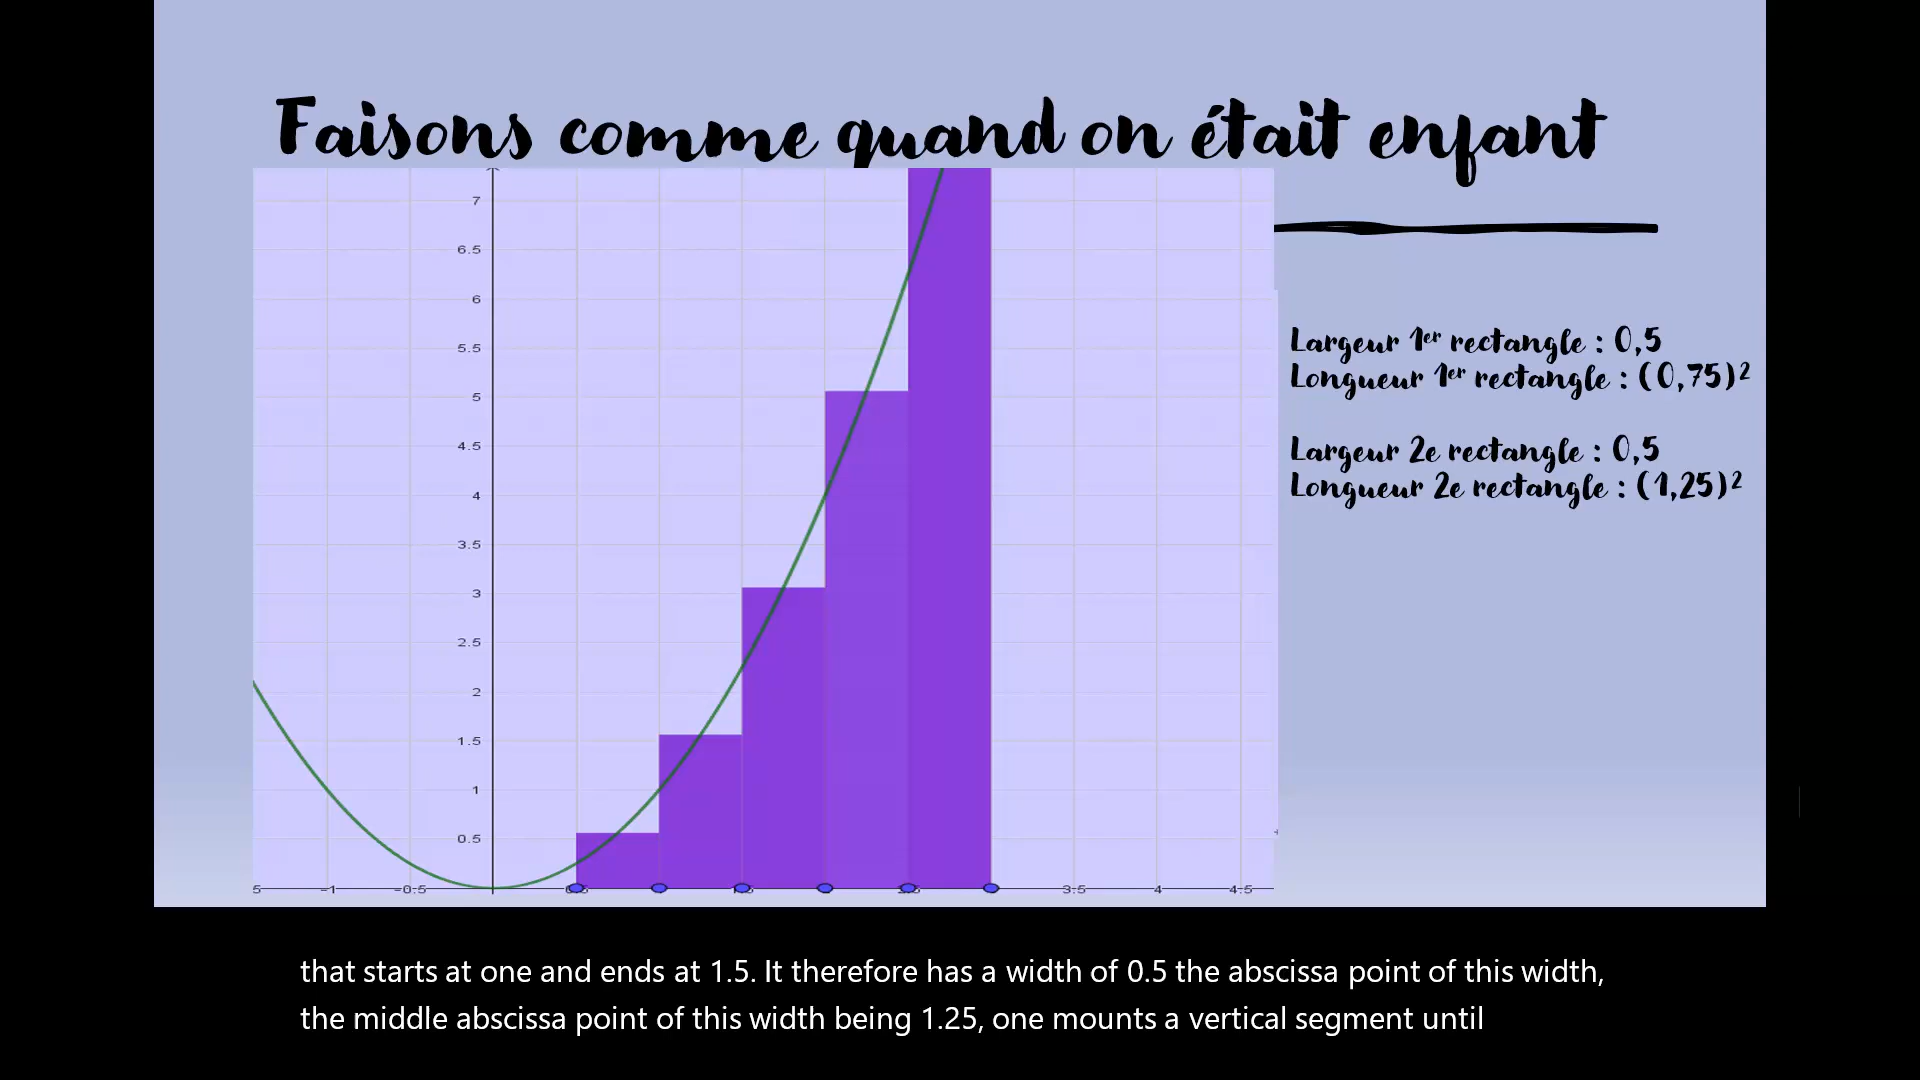 Faisons comme quand on était enfant
7
6.5
6
5.5
5
4.5
4
3.5
3
2.5
2
1.5
1
0.5
5 -1 -0.5 3.5 4 4.5
Largeur 1er rectangle : 0,5
Longueur 1er rectangle : (0,75)²
Largeur 2e rectangle : 0,5
Longueur 2e rectangle : (1,25)²
that starts at one and ends at 1.5. It therefore has a width of 0.5 the abscissa point of this width,
the middle abscissa point of this width being 1.25, one mounts a vertical segment until